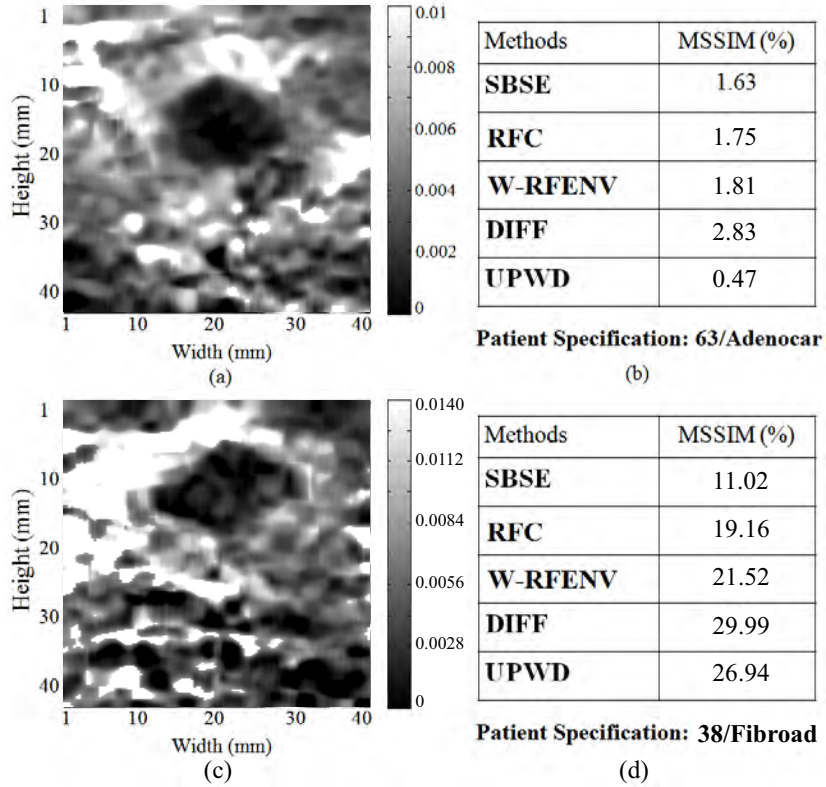 1
10
20
30
40
Height (mm)
1 10 20 30 40
Width (mm)
(a)
0.01
0.008
0.006
0.004
0.002
0
Methods MSSIM (%)
SBSE 1.63
RFC 1.75
W-RFENV 1.81
DIFF 2.83
UPWD 0.47
Patient Specification: 63/Adenocar
(b)
1
10
20
30
40
Height (mm)
1 10 20 30 40
Width (mm)
(c)
0.0140
0.0112
0.0084
0.0056
0.0028
0
Methods MSSIM (%)
SBSE 11.02
RFC 19.16
W-RFENV 21.52
DIFF 29.99
UPWD 26.94
Patient Specification: 38/Fibroad
(d)